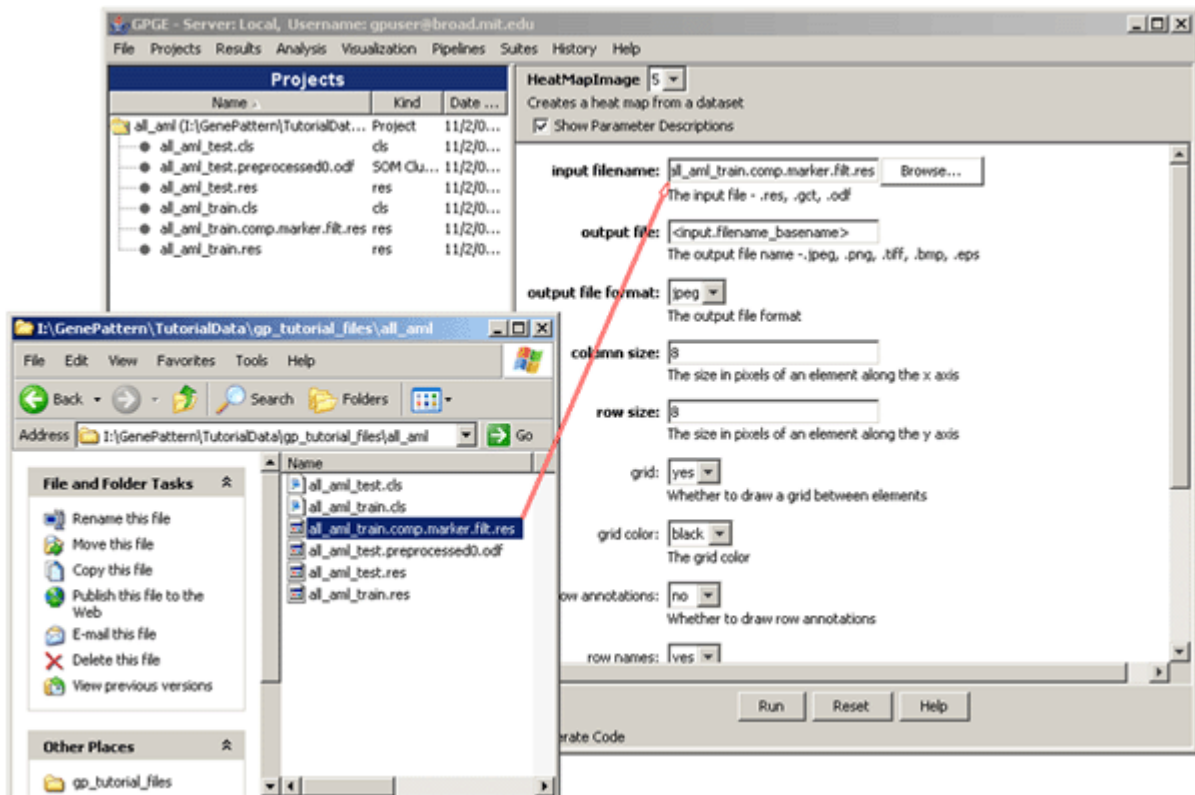 GPGE - Server: Local, Username: gpuser@broad.mit.edu
File Projects Results Analysis Visualization Pipelines Suites History Help
Projects
Name Kind Date ...
all_aml (I:\GenePattern\TutorialDat... Project 11/2/0...
all_aml_test.cls cls 11/2/0...
all_aml_test.preprocessed0.odf SOM Clu... 11/2/0...
all_aml_test.res res 11/2/0...
all_aml_train.cls cls 11/2/0...
all_aml_train.comp.marker.filt.res res 11/2/0...
all_aml_train.res res 11/2/0...
HeatMapImage 5
Creates a heat map from a dataset
Show Parameter Descriptions
input filename: all_aml_train.comp.marker.filt.res Browse...
The input file - .res, .gct, .odf
output file: <input.filename_basename>
The output file name -.jpeg, .png, .tiff, .bmp, .eps
output file format: jpeg
The output file format
column size: 8
The size in pixels of an element along the x axis
row size: 8
The size in pixels of an element along the y axis
grid: yes
Whether to draw a grid between elements
grid color: black
The grid color
ow annotations: no
Whether to draw row annotations
row names: yes
Run Reset Help
erate Code
I:\GenePattern\TutorialData\gp_tutorial_files\all_aml
File Edit View Favorites Tools Help
Back Search Folders
Address I:\GenePattern\TutorialData\gp_tutorial_files\all_aml Go
File and Folder Tasks
Rename this file
Move this file
Copy this file
Publish this file to the
Web
E-mail this file
Delete this file
View previous versions
Other Places
gp_tutorial_files
Name
all_aml_test.cls
all_aml_train.cls
all_aml_train.comp.marker.filt.res
all_aml_test.preprocessed0.odf
all_aml_test.res
all_aml_train.res